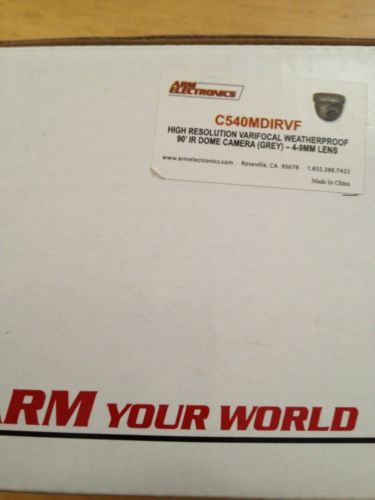 ARM
ELECTRONICS
C540MDIRVF
HIGH RESOLUTION VARIFOCAL WEATHERPROOF
90' IR DOME CAMERA (GREY) – 4-9MM LENS
www.armelectronics.com · Roseville, CA 95678 · 1.855.388.7422
Made In China
ARM YOUR WORLD